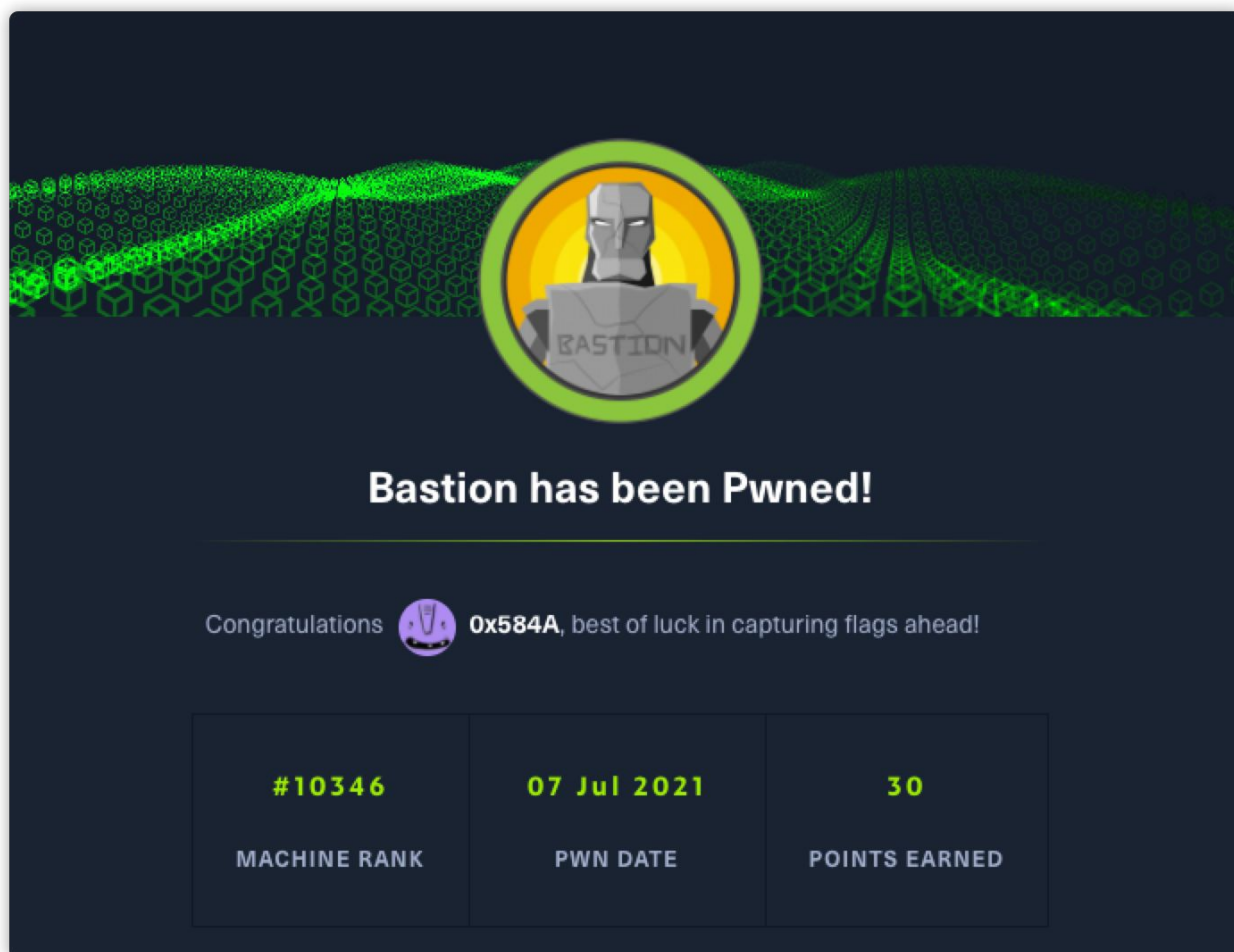 BASTION
Bastion has been Pwned!
Congratulations 0x584A, best of luck in capturing flags ahead!
#10346 07 Jul 2021 30
MACHINE RANK PWN DATE POINTS EARNED